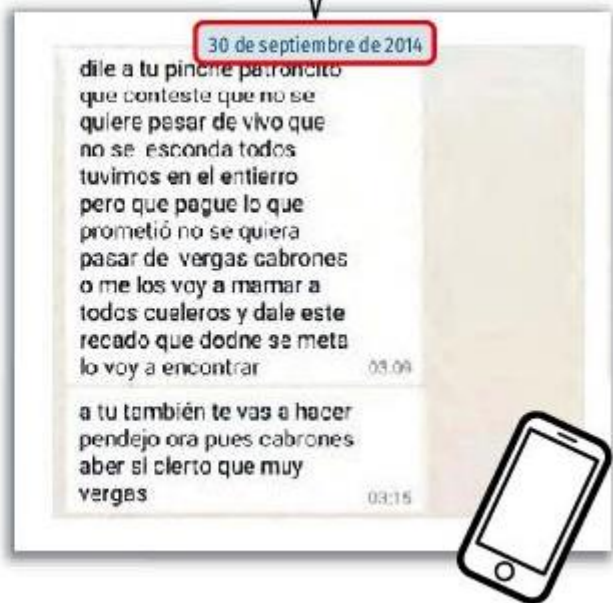 30 de septiembre de 2014
dile a tu pinche patroncito
que conteste que no se
quiere pasar de vivo que
no se esconda todos
tuvimos en el entierro
pero que pague lo que
prometió no se quiera
pasar de vergas cabrones
o me los voy a mamar a
todos cueleros y dale este
recado que dodne se meta
lo voy a encontrar
03:09
a tu también te vas a hacer
pendejo ora pues cabrones
aber si cierto que muy
vergas
03:15